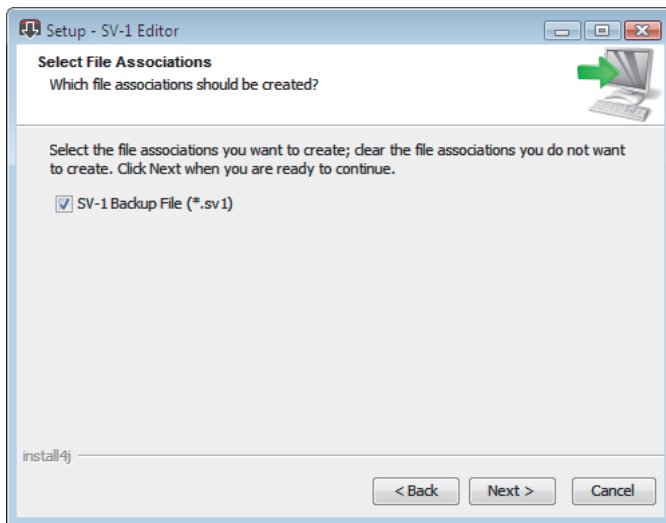 Setup - SV-1 Editor
Select File Associations
Which file associations should be created?
Select the file associations you want to create; clear the file associations you do not want
to create. Click Next when you are ready to continue.
SV-1 Backup File (*.sv1)
install4j
< Back Next > Cancel